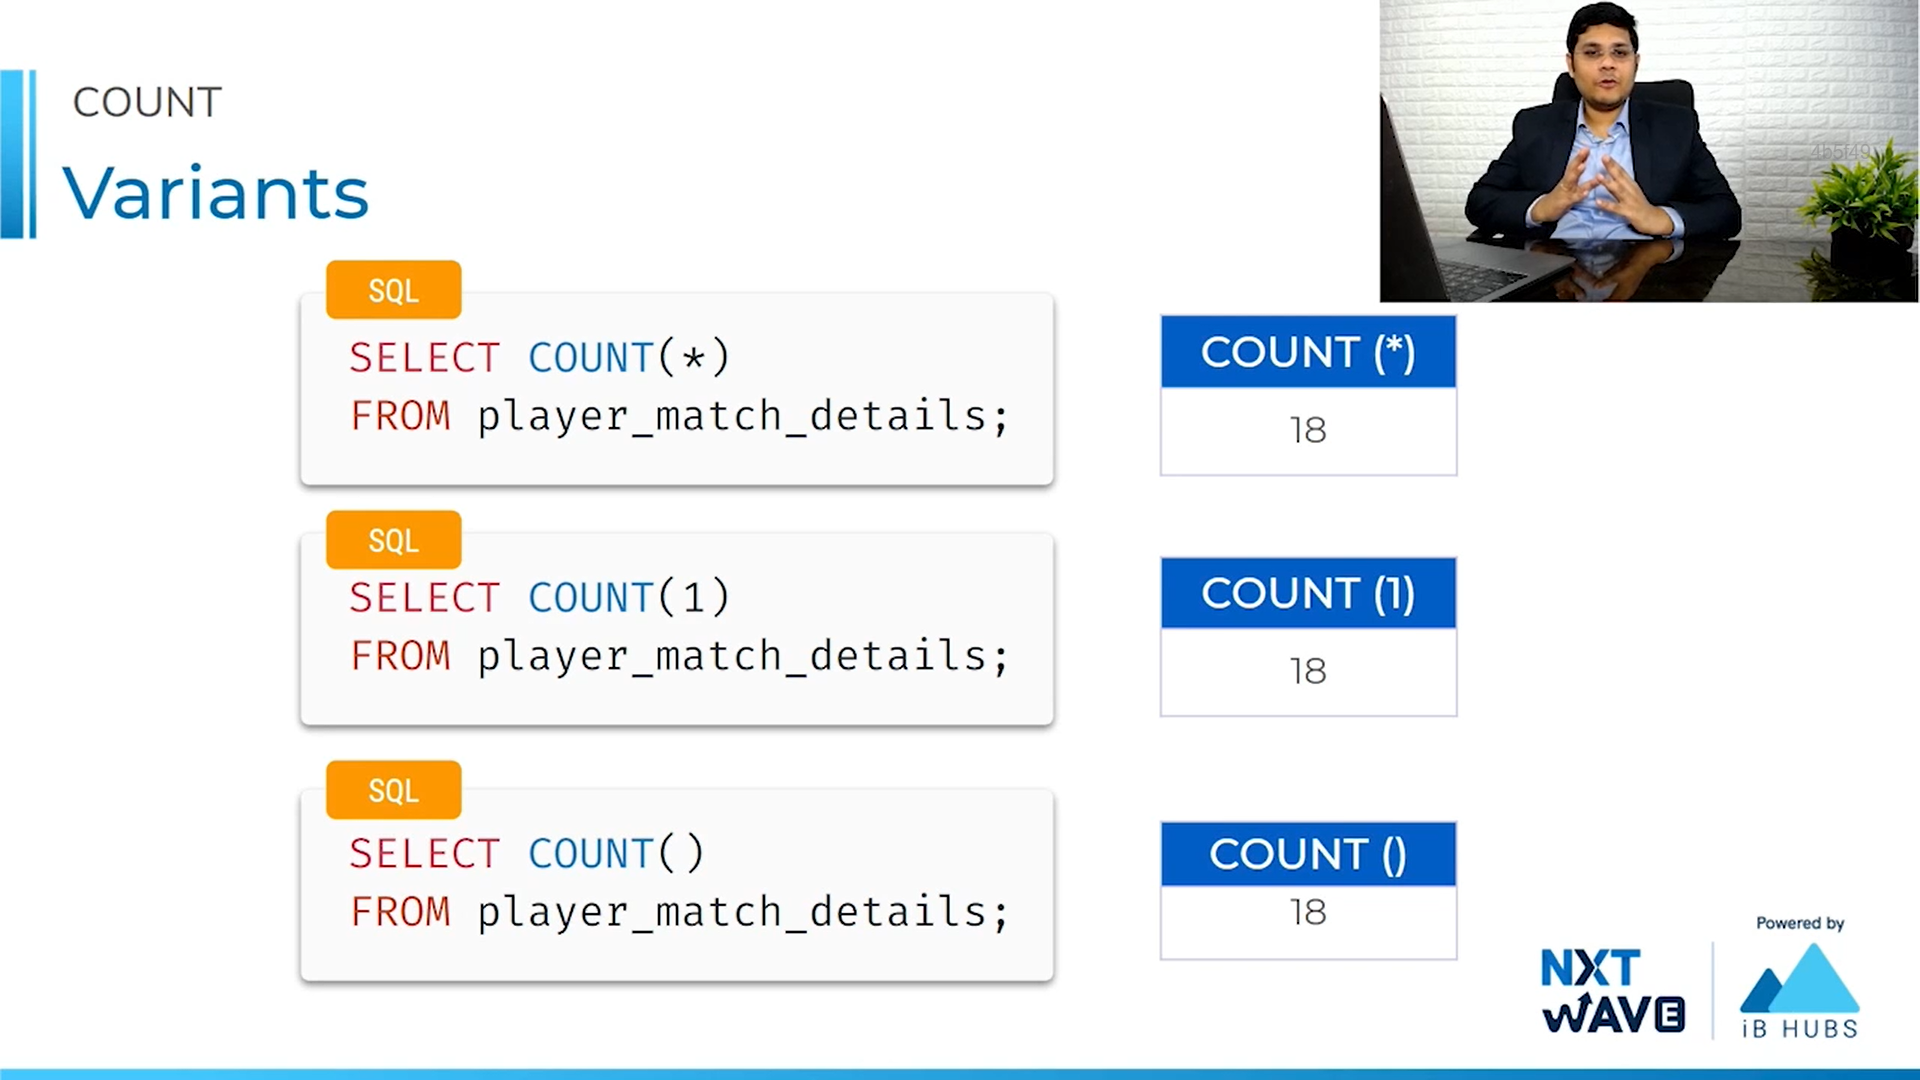 COUNT
Variants
4b5f49
SQL
SELECT COUNT(*)
FROM player_match_details;
COUNT (*)
18
SQL
SELECT COUNT(1)
FROM player_match_details;
COUNT (1)
18
SQL
SELECT COUNT()
FROM player_match_details;
COUNT ()
18
Powered by
NXT
WAVE
iB HUBS